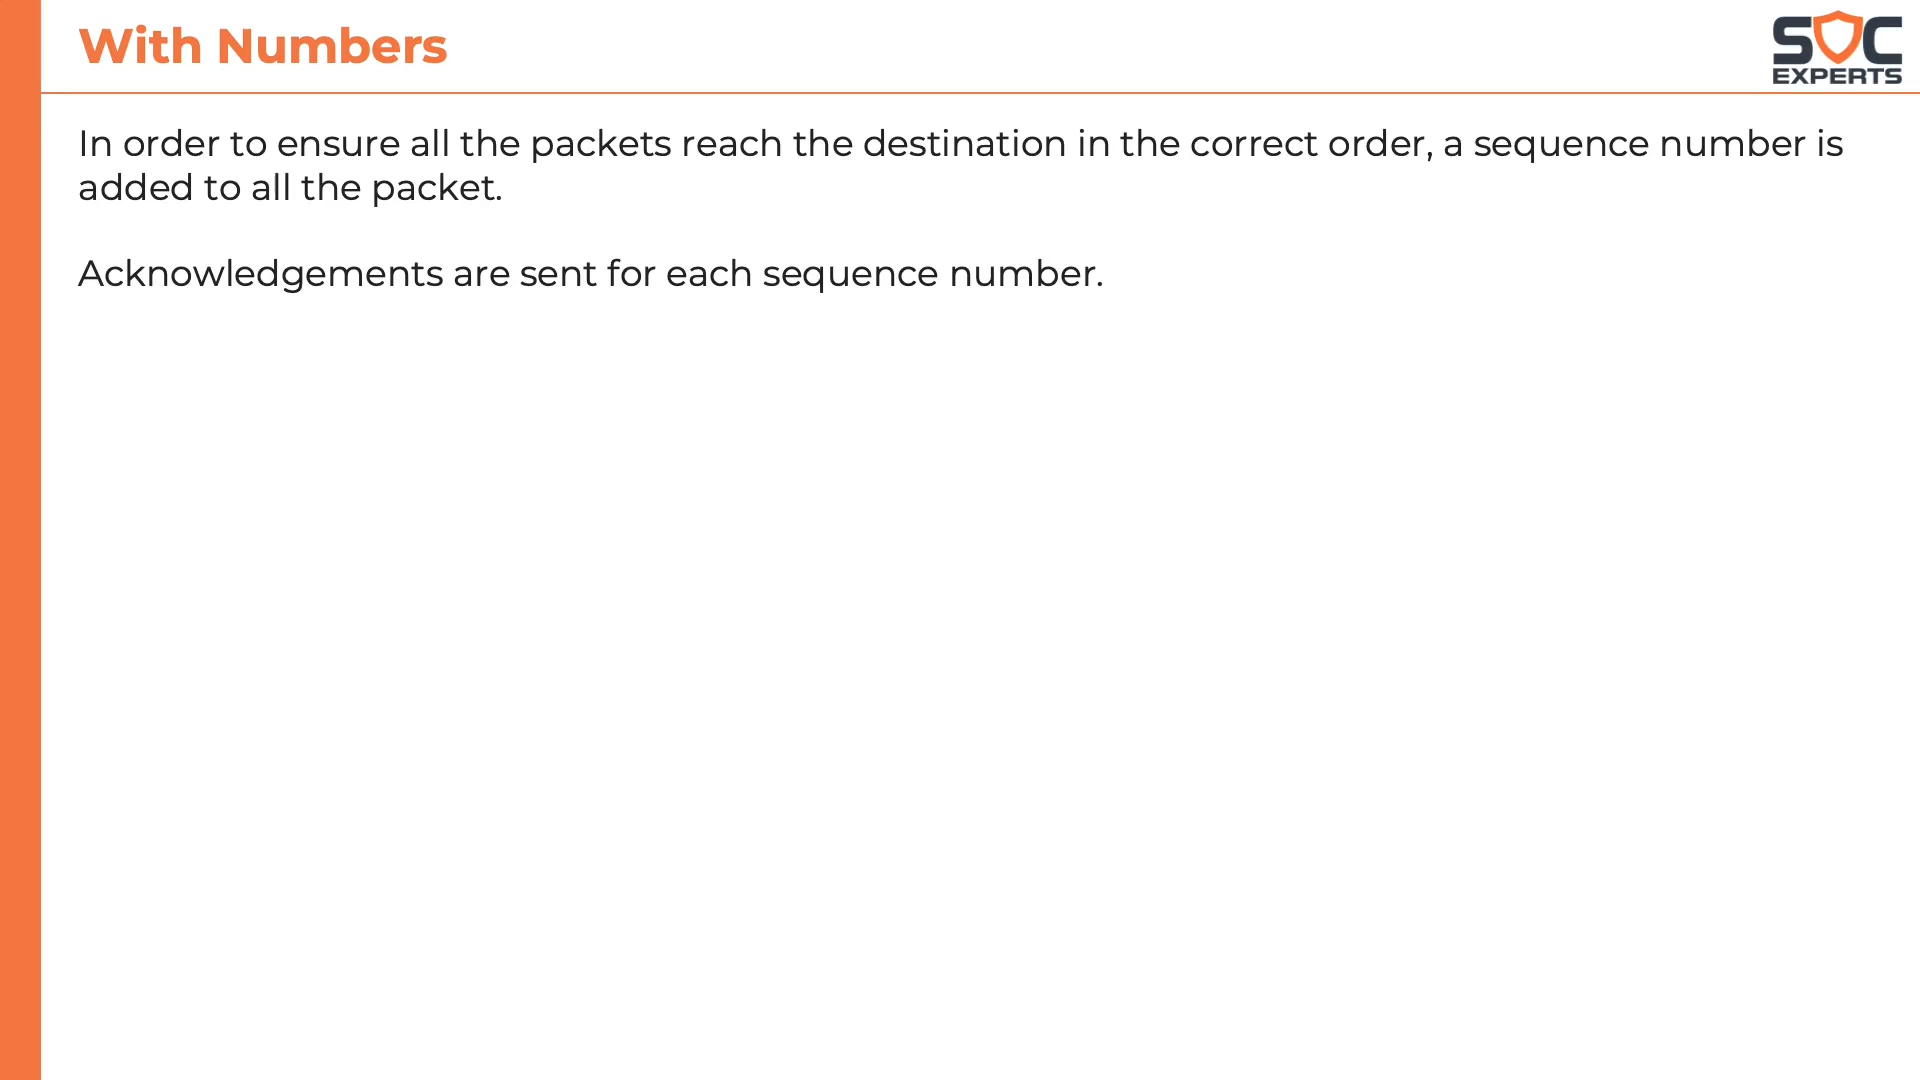 With Numbers
SOC
EXPERTS
In order to ensure all the packets reach the destination in the correct order, a sequence number is
added to all the packet.
Acknowledgements are sent for each sequence number.